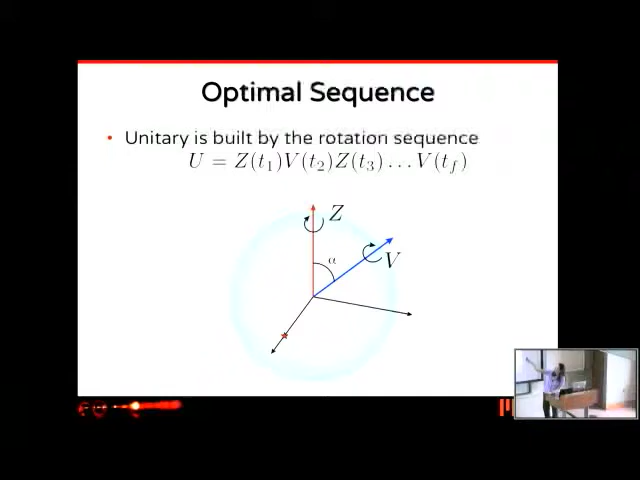 Optimal Sequence
• Unitary is built by the rotation sequence
U = Z(t₁)V(t₂)Z(t₃)...V(t_f)
Z
α
V